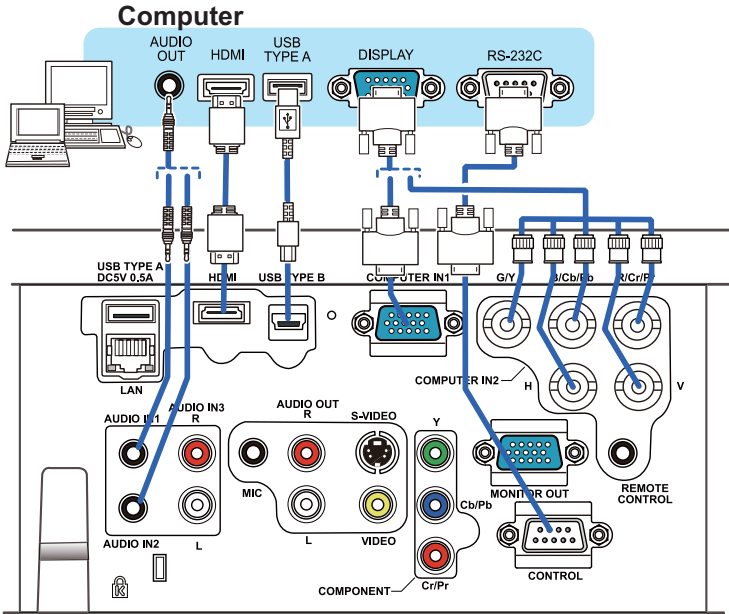 Computer
AUDIO
OUT
HDMI
USB
TYPE A
DISPLAY
RS-232C
USB TYPE A
DC5V 0.5A
HDMI
USB TYPE B
COMPUTER IN1
G/Y
B/Cb/Pb
R/Cr/Pr
LAN
COMPUTER IN2
H
V
AUDIO IN1
AUDIO IN3
R
AUDIO OUT
R
S-VIDEO
Y
MIC
MONITOR OUT
REMOTE
CONTROL
Cb/Pb
AUDIO IN2
L
L
VIDEO
CONTROL
COMPONENT
Cr/Pr
K